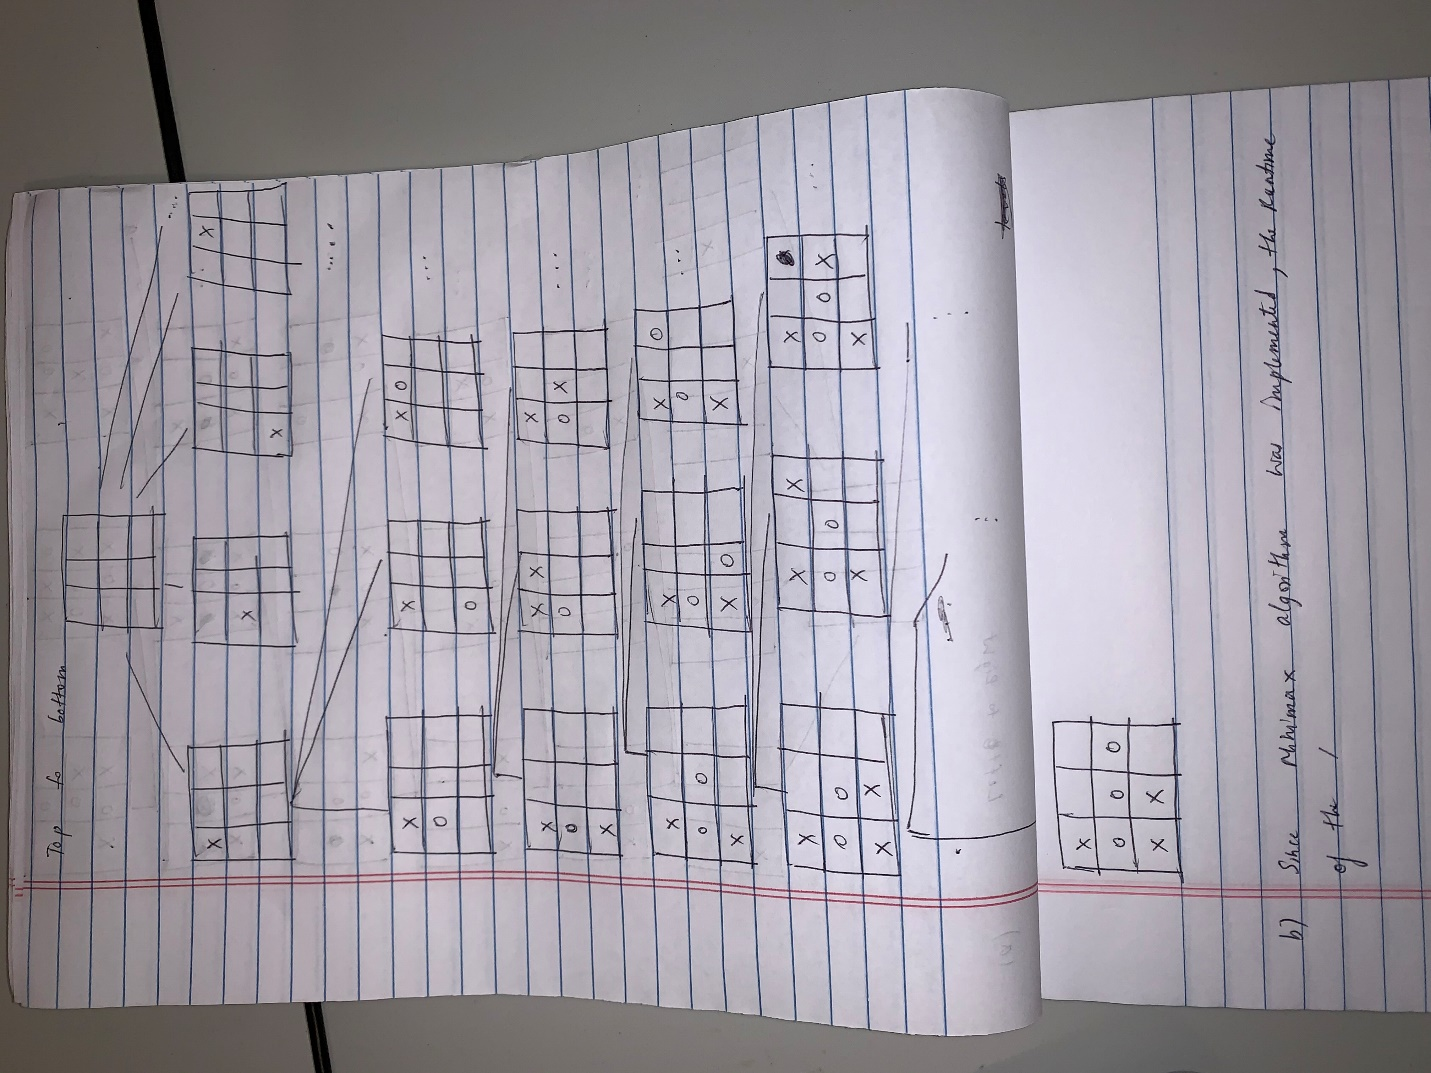 Top to bottom
X
X
X
X
X
O
X
O
X O
X
O
X
X X
O
X
O X
X
O O
X
X
O
X O
X O
O
X
X
O O
X X
X X
O O
X
X
O O X
X
X
O O O
X X
b) Since Minimax algorithm was implemented, the runtime
of the